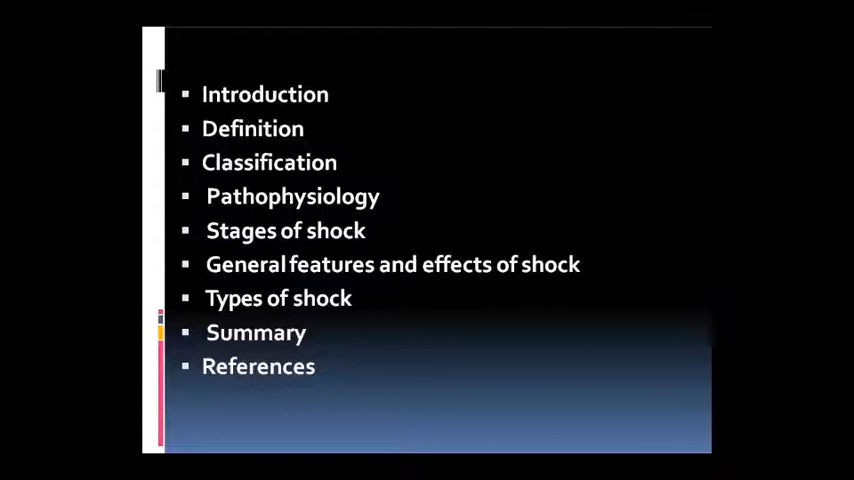 Introduction
Definition
Classification
Pathophysiology
Stages of shock
General features and effects of shock
Types of shock
Summary
References